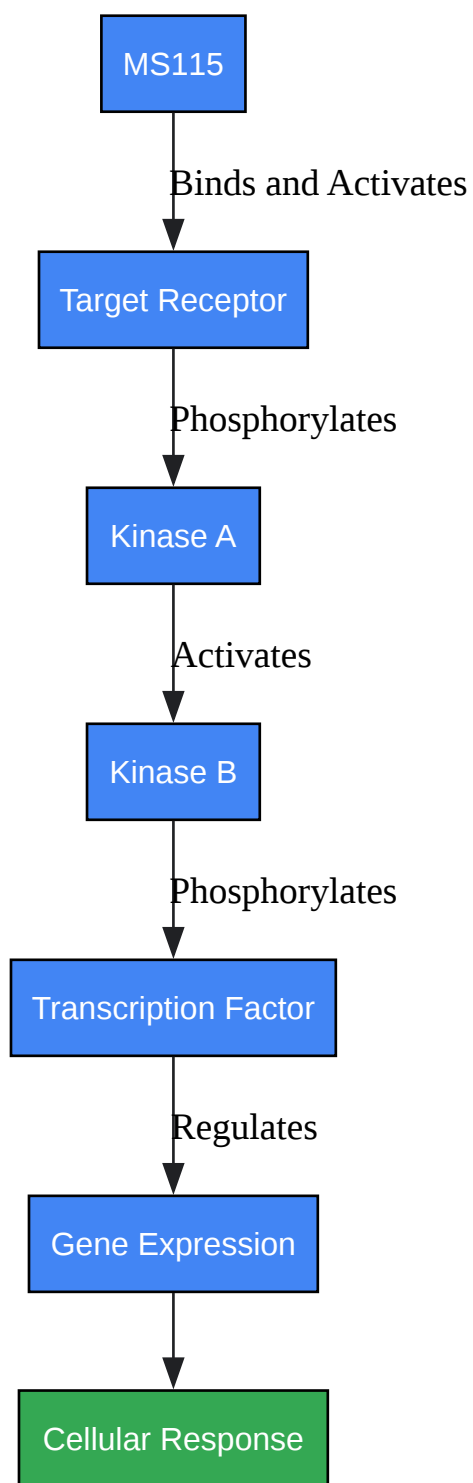 MS115
Binds and Activates
Target Receptor
Phosphorylates
Kinase A
Activates
Kinase B
Phosphorylates
Transcription Factor
Regulates
Gene Expression
Cellular Response